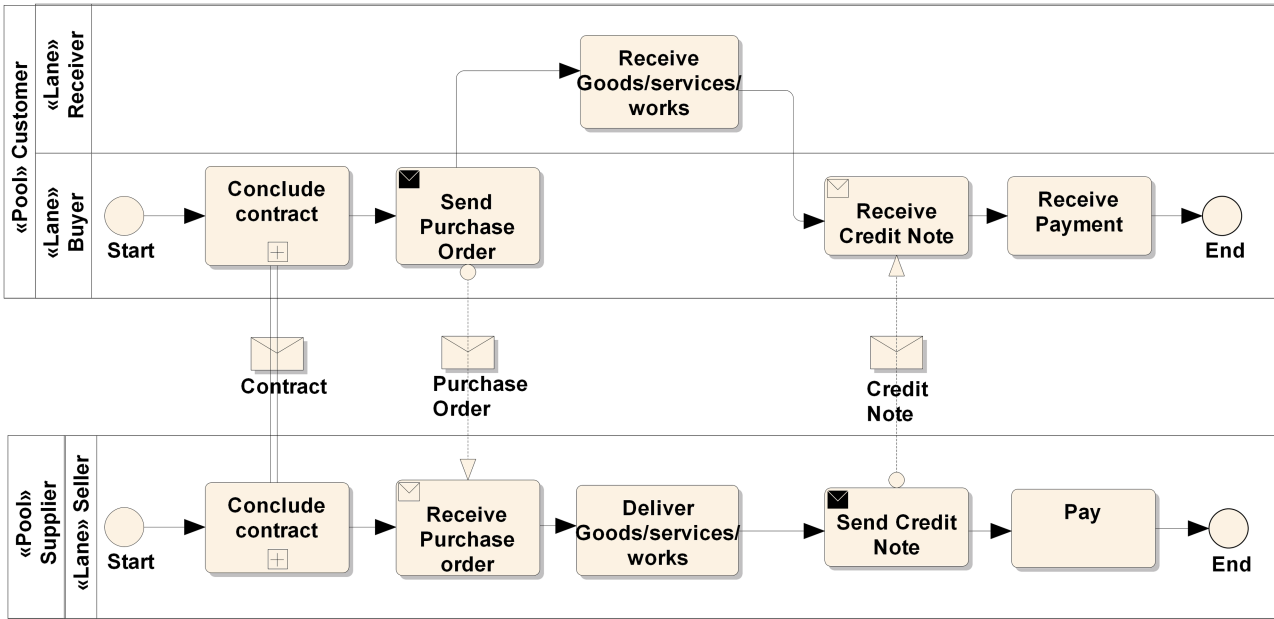 «Pool» Customer
«Lane»
Receiver
Receive
Goods/services/
works
«Lane»
Buyer
Start
Conclude
contract
Send
Purchase
Order
Receive
Credit Note
Receive
Payment
End
Contract
Purchase
Order
Credit
Note
«Pool»
Supplier
«Lane» Seller
Start
Conclude
contract
Receive
Purchase
order
Deliver
Goods/services/
works
Send Credit
Note
Pay
End